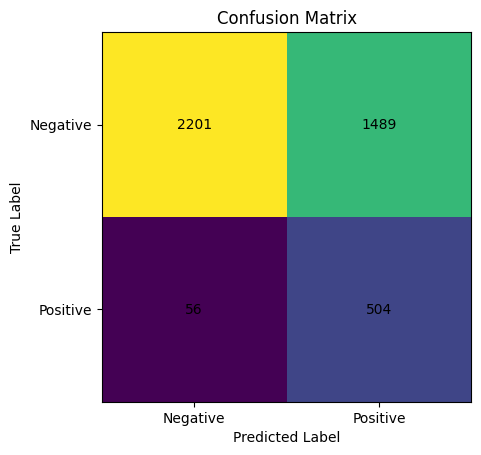 Confusion Matrix
True Label
Negative
2201 1489
Positive
56 504
Negative Positive
Predicted Label